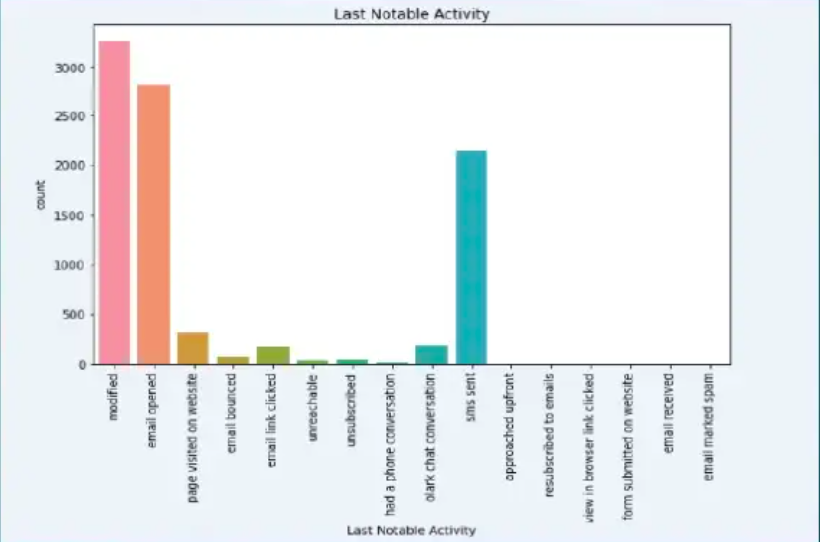 Last Notable Activity
3000
2500
2000
1500
1000
500
0
count
modified
email opened
page visited on website
email bounced
email link clicked
unreachable
unsubscribed
had a phone conversation
olark chat conversation
sms sent
approached upfront
resubscribed to emails
view in browser link clicked
form submitted on website
email received
email marked spam
Last Notable Activity